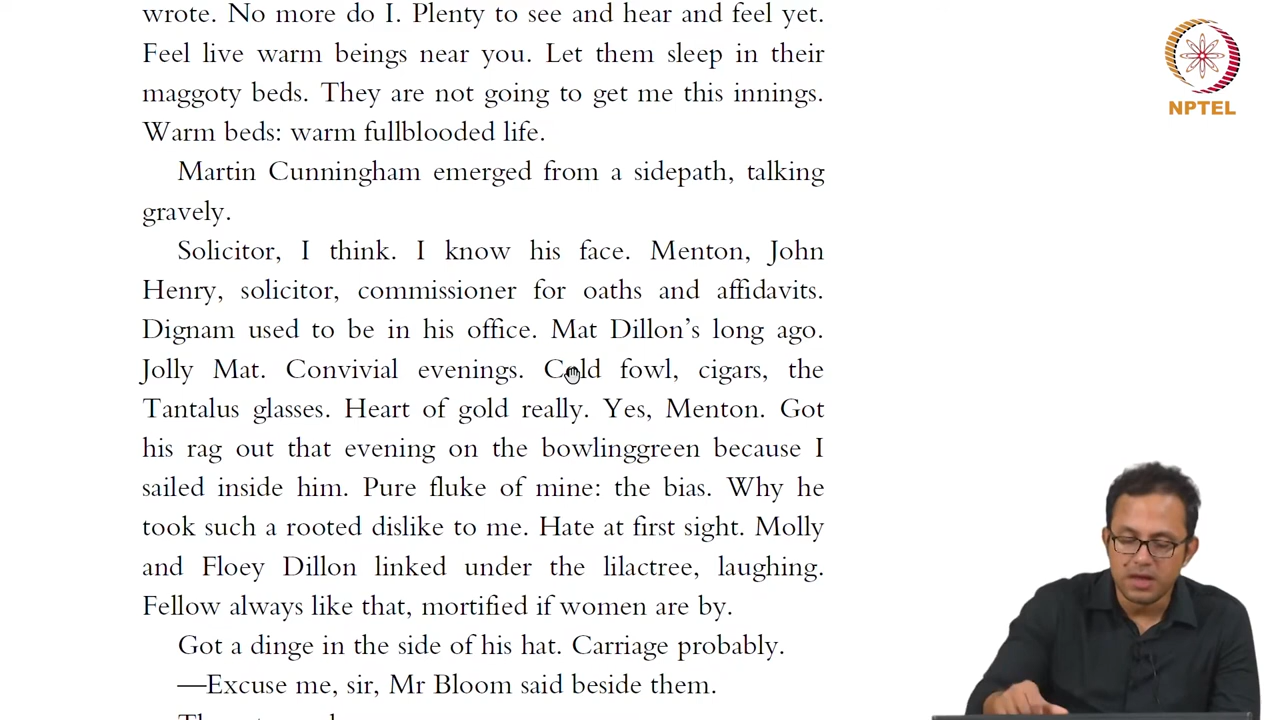 wrote. No more do I. Plenty to see and hear and feel yet.
Feel live warm beings near you. Let them sleep in their
maggoty beds. They are not going to get me this innings.
Warm beds: warm fullblooded life.
Martin Cunningham emerged from a sidepath, talking
gravely.
Solicitor, I think. I know his face. Menton, John
Henry, solicitor, commissioner for oaths and affidavits.
Dignam used to be in his office. Mat Dillon’s long ago.
Jolly Mat. Convivial evenings. Cold fowl, cigars, the
Tantalus glasses. Heart of gold really. Yes, Menton. Got
his rag out that evening on the bowlinggreen because I
sailed inside him. Pure fluke of mine: the bias. Why he
took such a rooted dislike to me. Hate at first sight. Molly
and Floey Dillon linked under the lilactree, laughing.
Fellow always like that, mortified if women are by.
Got a dinge in the side of his hat. Carriage probably.
—Excuse me, sir, Mr Bloom said beside them.
NPTEL